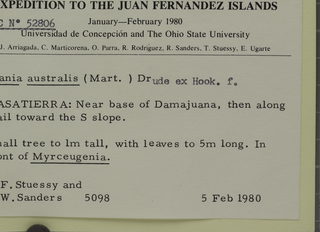 EXPEDITION TO THE JUAN FERNANDEZ ISLANDS
C Nº 52806 January—February 1980
Universidad de Concepción and The Ohio State University
J. Arriagada, C. Marticorena, O. Parra, R. Rodriguez, R. Sanders, T. Stuessy, E. Ugarte
ania australis (Mart. ) Drude ex Hook. f.
ASATIERRA: Near base of Damajuana, then along
ail toward the S slope.
mall tree to 1m tall, with leaves to 5m long. In
ont of Myrceugenia.
F. Stuessy and
W. Sanders 5098 5 Feb 1980